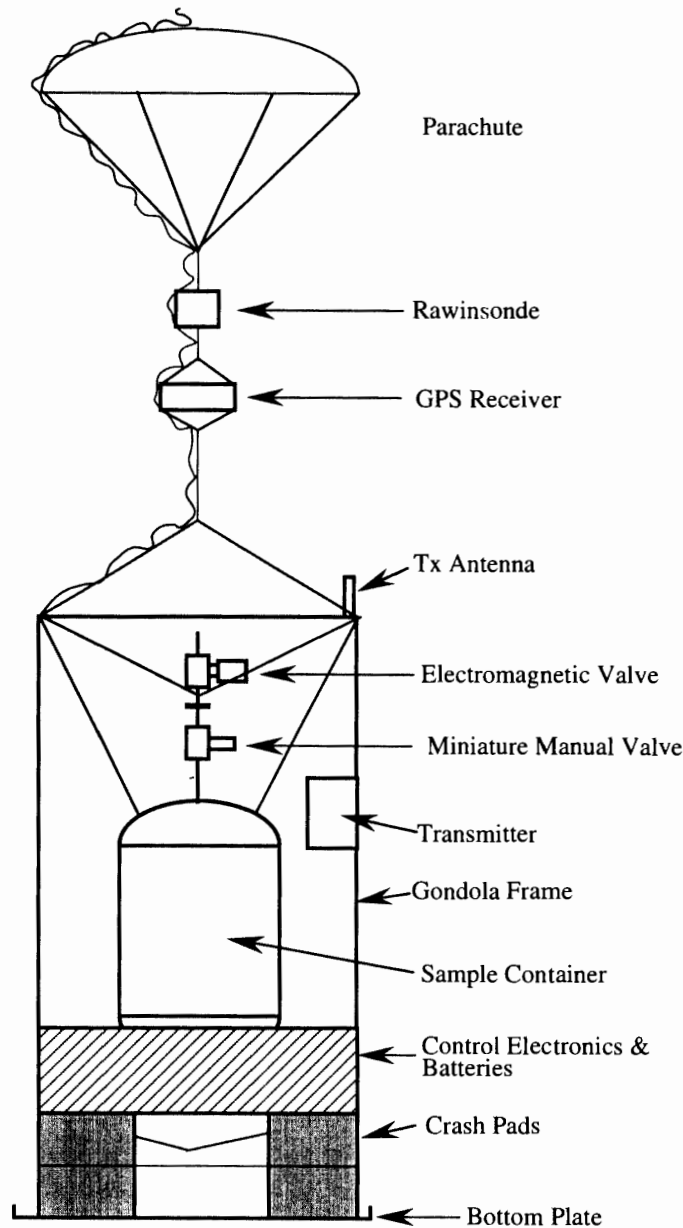 Parachute
Rawinsonde
GPS Receiver
Tx Antenna
Electromagnetic Valve
Miniature Manual Valve
Transmitter
Gondola Frame
Sample Container
Control Electronics &
Batteries
Crash Pads
Bottom Plate